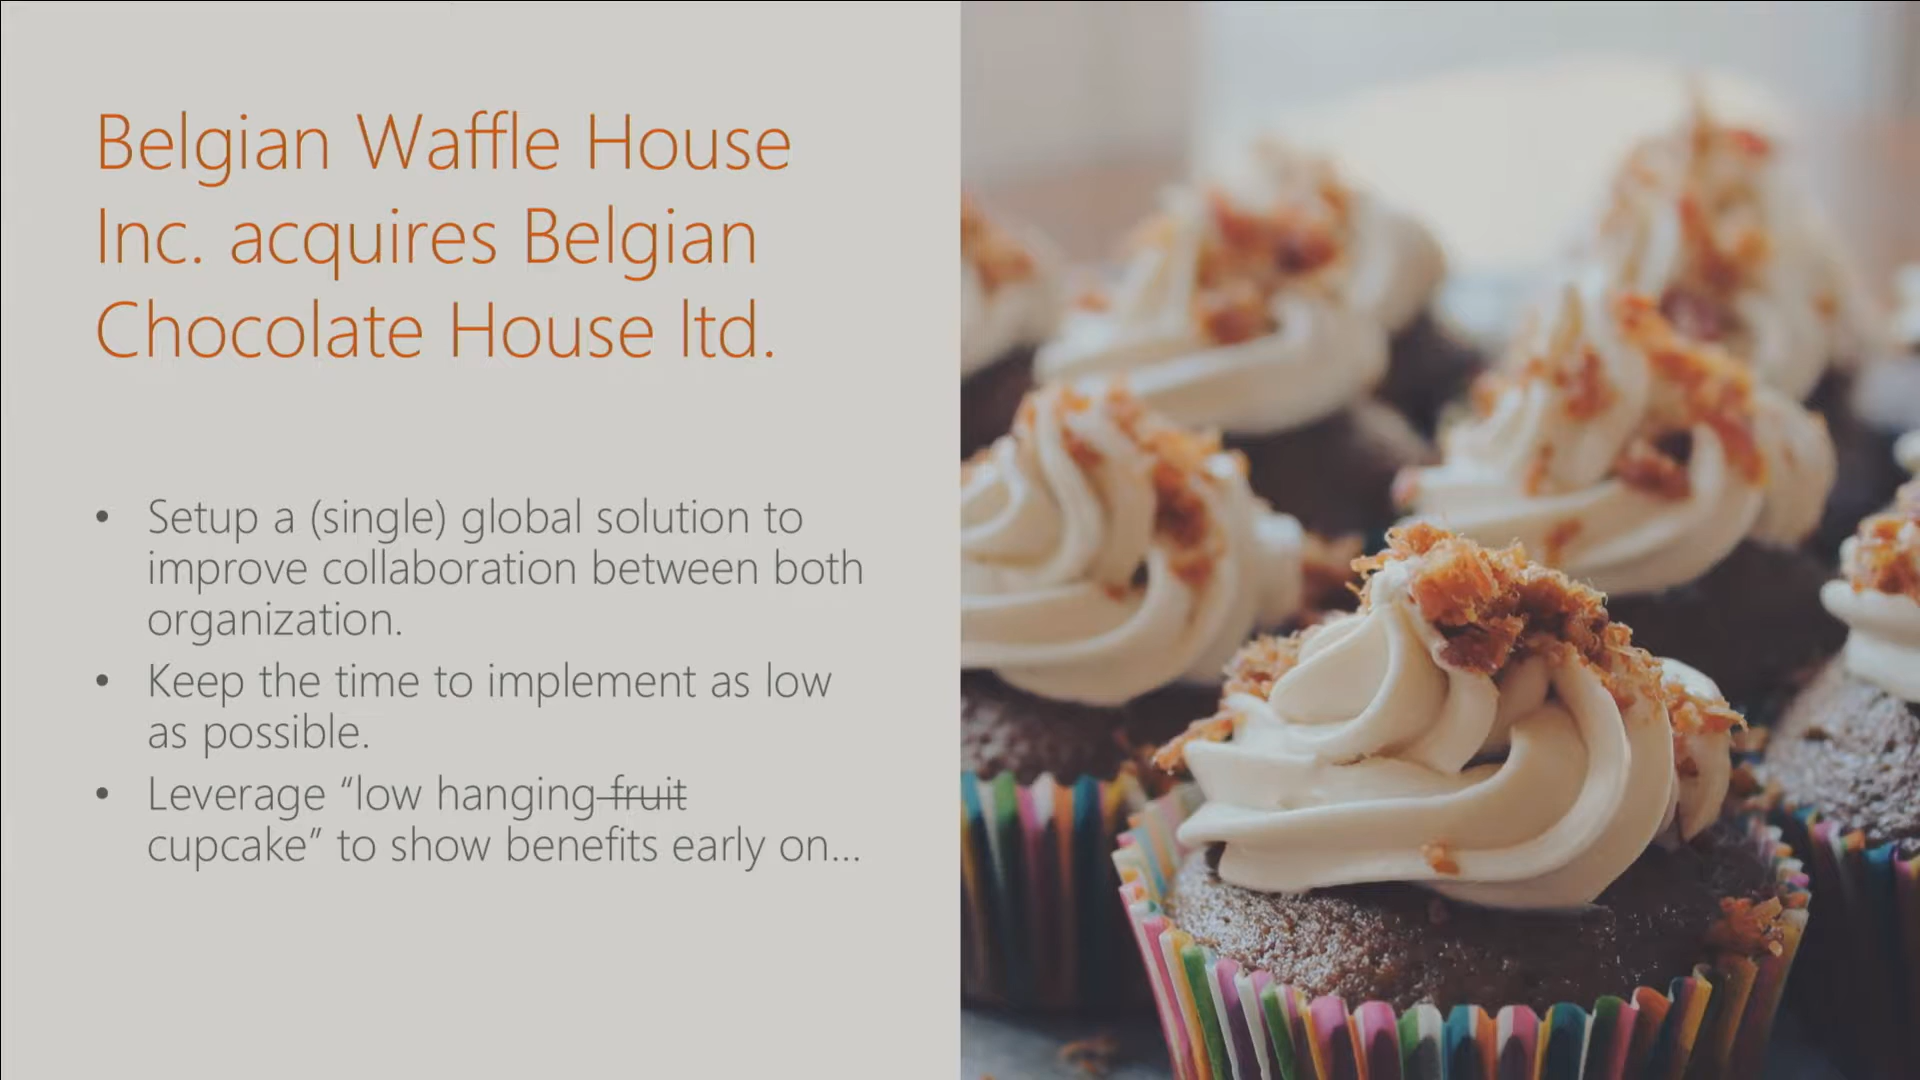 Belgian Waffle House
Inc. acquires Belgian
Chocolate House ltd.
• Setup a (single) global solution to
improve collaboration between both
organization.
• Keep the time to implement as low
as possible.
• Leverage “low hanging fruit
cupcake” to show benefits early on...